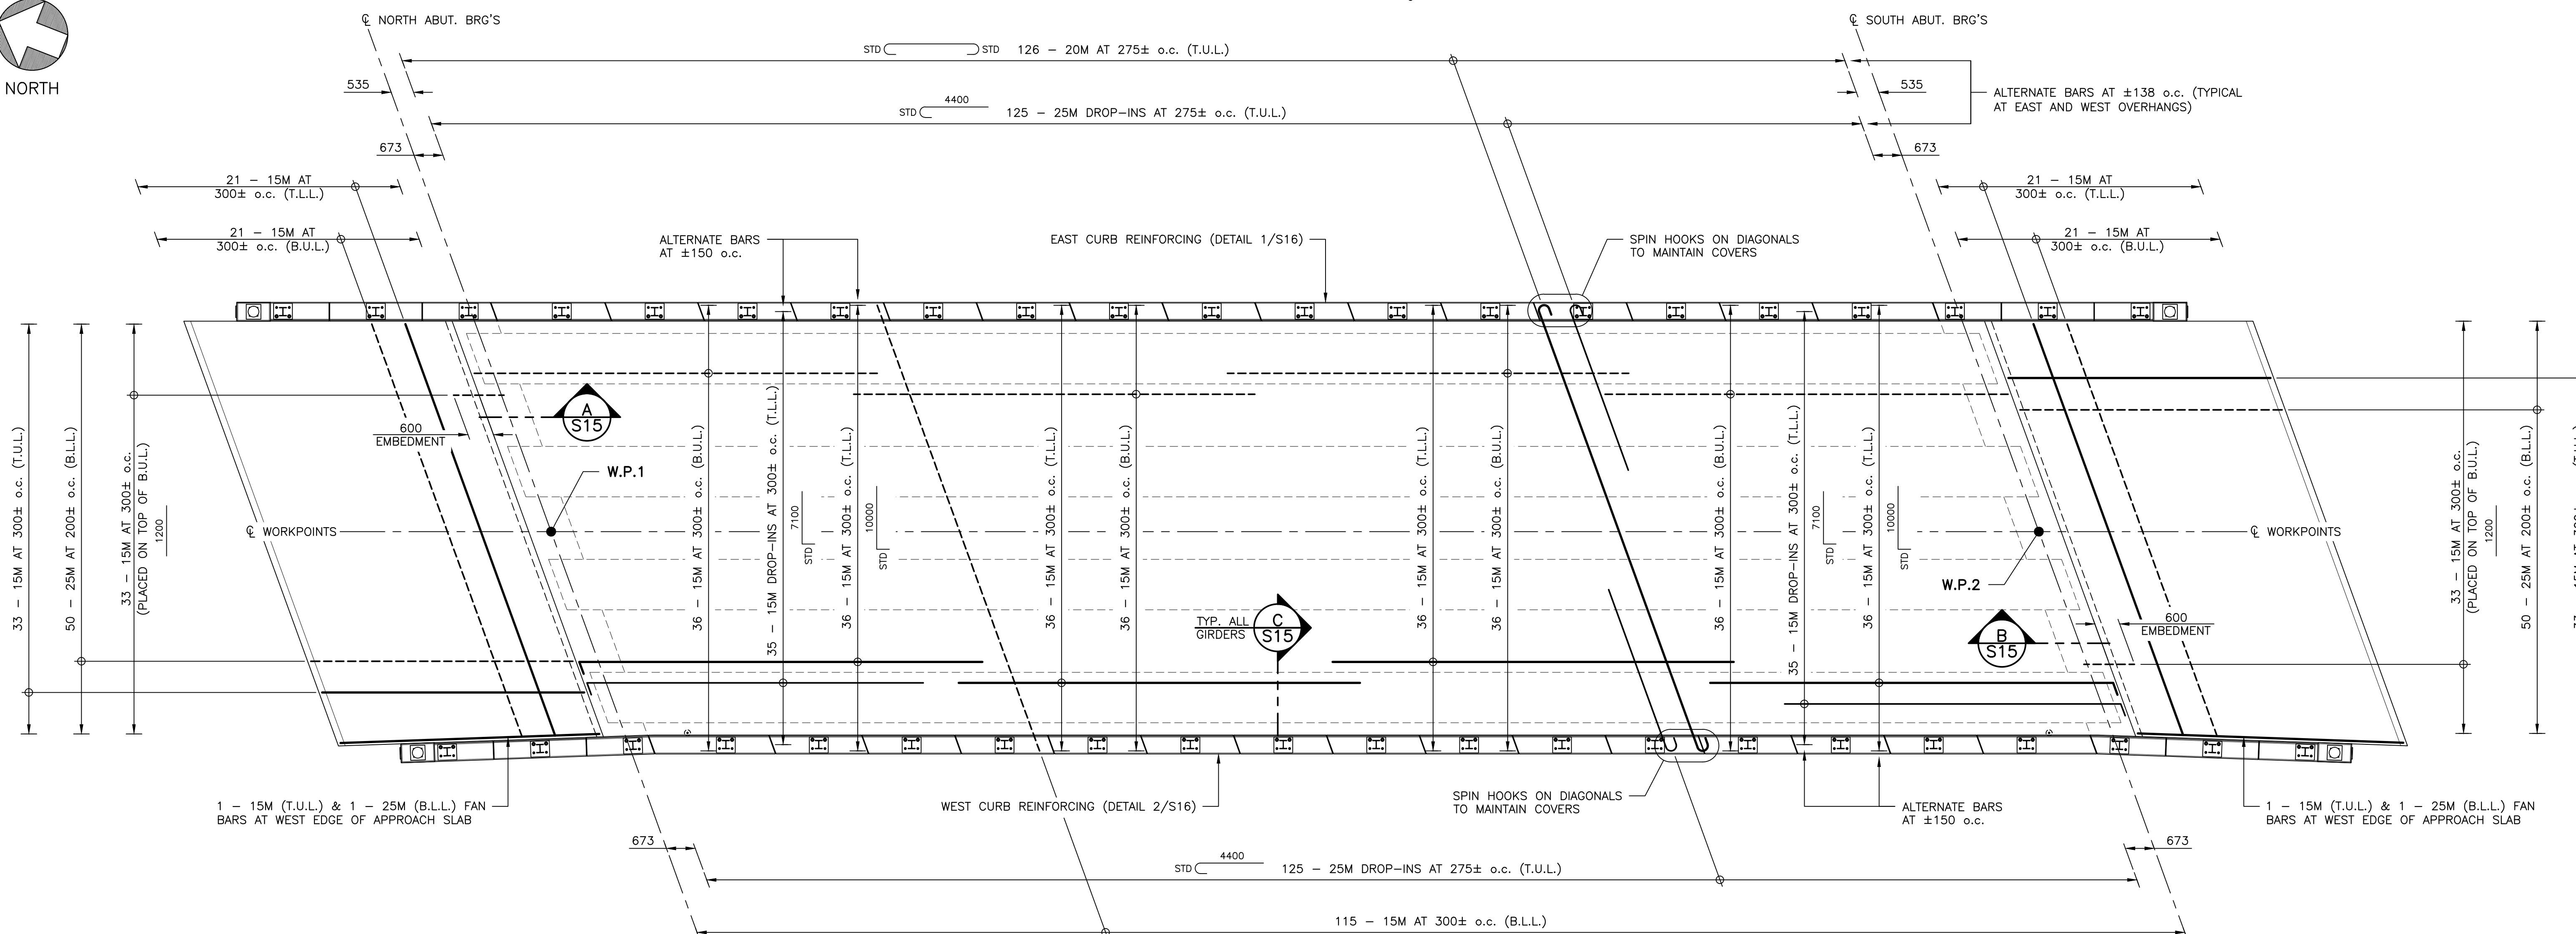 ℄ NORTH ABUT. BRG'S
℄ SOUTH ABUT. BRG'S
NORTH
STD STD 126 – 20M AT 275± o.c. (T.U.L.)
535
535
ALTERNATE BARS AT ±138 o.c. (TYPICAL
AT EAST AND WEST OVERHANGS)
4400
STD 125 – 25M DROP-INS AT 275± o.c. (T.U.L.)
673
673
21 – 15M AT
300± o.c. (T.L.L.)
21 – 15M AT
300± o.c. (T.L.L.)
21 – 15M AT
300± o.c. (B.U.L.)
21 – 15M AT
300± o.c. (B.U.L.)
ALTERNATE BARS
AT ±150 o.c.
EAST CURB REINFORCING (DETAIL 1/S16)
SPIN HOOKS ON DIAGONALS
TO MAINTAIN COVERS
33 – 15M AT 300± o.c. (T.U.L.)
50 – 25M AT 200± o.c. (B.L.L.)
33 – 15M AT 300± o.c.
(PLACED ON TOP OF B.U.L.)
1200
600
EMBEDMENT
A
S15
W.P.1
℄ WORKPOINTS
36 – 15M AT 300± o.c. (B.U.L.)
35 – 15M DROP-INS AT 300± o.c. (T.L.L.)
7100
STD
36 – 15M AT 300± o.c. (T.L.L.)
10000
STD
36 – 15M AT 300± o.c. (T.L.L.)
36 – 15M AT 300± o.c. (B.U.L.)
TYP. ALL
GIRDERS
C
S15
36 – 15M AT 300± o.c. (T.L.L.)
36 – 15M AT 300± o.c. (B.U.L.)
36 – 15M AT 300± o.c. (B.U.L.)
35 – 15M DROP-INS AT 300± o.c. (T.L.L.)
7100
STD
36 – 15M AT 300± o.c. (T.L.L.)
10000
STD
W.P.2
B
S15
600
EMBEDMENT
℄ WORKPOINTS
33 – 15M AT 300± o.c.
(PLACED ON TOP OF B.U.L.)
1200
50 – 25M AT 200± o.c. (B.L.L.)
1 – 15M (T.U.L.) & 1 – 25M (B.L.L.) FAN
BARS AT WEST EDGE OF APPROACH SLAB
WEST CURB REINFORCING (DETAIL 2/S16)
SPIN HOOKS ON DIAGONALS
TO MAINTAIN COVERS
ALTERNATE BARS
AT ±150 o.c.
1 – 15M (T.U.L.) & 1 – 25M (B.L.L.) FAN
BARS AT WEST EDGE OF APPROACH SLAB
673
673
4400
STD 125 – 25M DROP-INS AT 275± o.c. (T.U.L.)
115 – 15M AT 300± o.c. (B.L.L.)